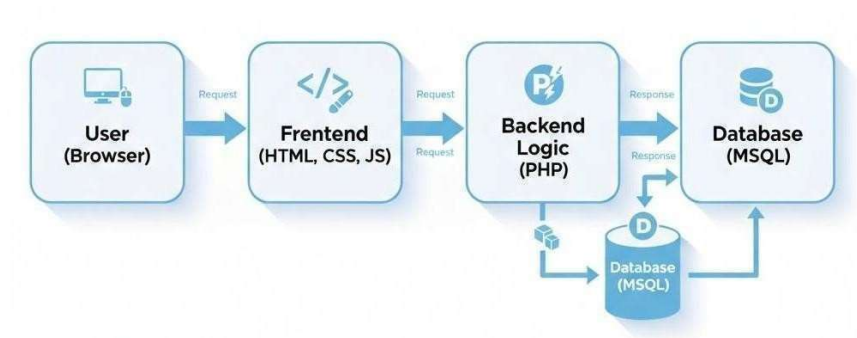 User
(Browser)
Request
Frentend
(HTML, CSS, JS)
Request
Request
P
Backend
Logic
(PHP)
Response
Response
D
Database
(MSQL)
D
Database
(MSQL)